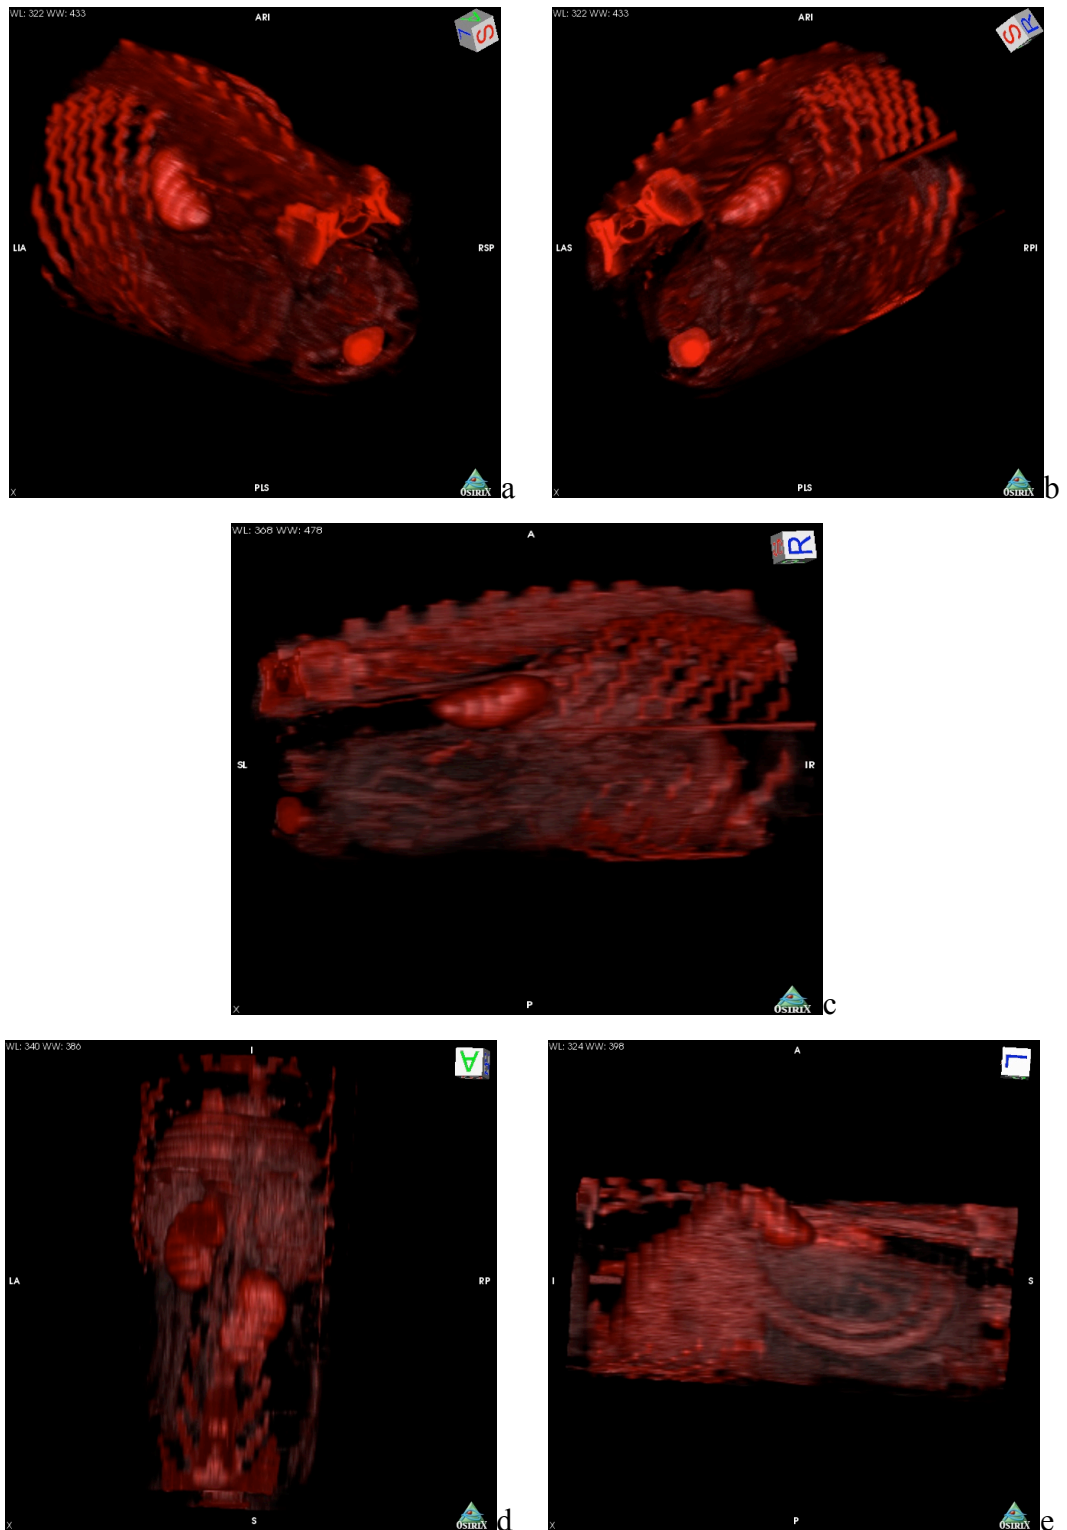 WL: 322 WW: 433
ARI
LIA
RSP
PLS
X
OSIRIX
a
WL: 322 WW: 433
ARI
S R
LAS
RPI
PLS
X
OSIRIX
b
WL: 368 WW: 478
A
R
SL
IR
P
X
OSIRIX
c
WL: 340 WW: 386
I
A
LA
RP
S
X
OSIRIX
d
WL: 324 WW: 398
A
L
I
S
P
X
OSIRIX
e